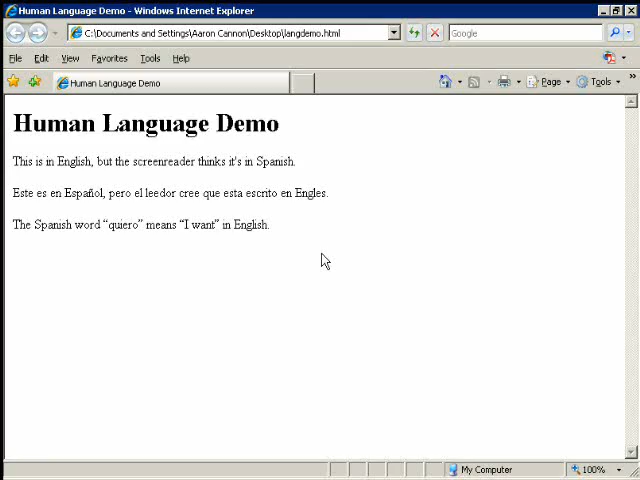 Human Language Demo - Windows Internet Explorer
C:\Documents and Settings\Aaron Cannon\Desktop\langdemo.html
Google
File Edit View Favorites Tools Help
Human Language Demo
Page Tools »
Human Language Demo
This is in English, but the screenreader thinks it's in Spanish.
Este es en Español, pero el leedor cree que esta escrito en Engles.
The Spanish word “quiero” means “I want” in English.
My Computer 100%